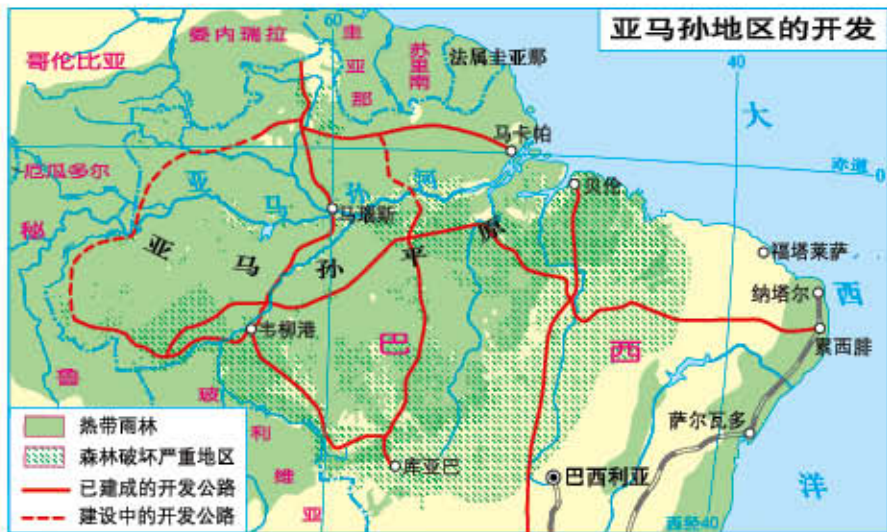 亚马孙地区的开发
60
40
委内瑞拉
圭亚那
苏里南
法属圭亚那
哥伦比亚
大西洋
马卡帕
赤道
0
厄瓜多尔
亚马孙河
贝伦
秘鲁
马瑙斯
亚马孙平原
福塔莱萨
纳塔尔
累西腓
韦柳港
巴西
玻利维亚
萨尔瓦多
库亚巴
巴西利亚
西经40
热带雨林
森林破坏严重地区
已建成的开发公路
建设中的开发公路